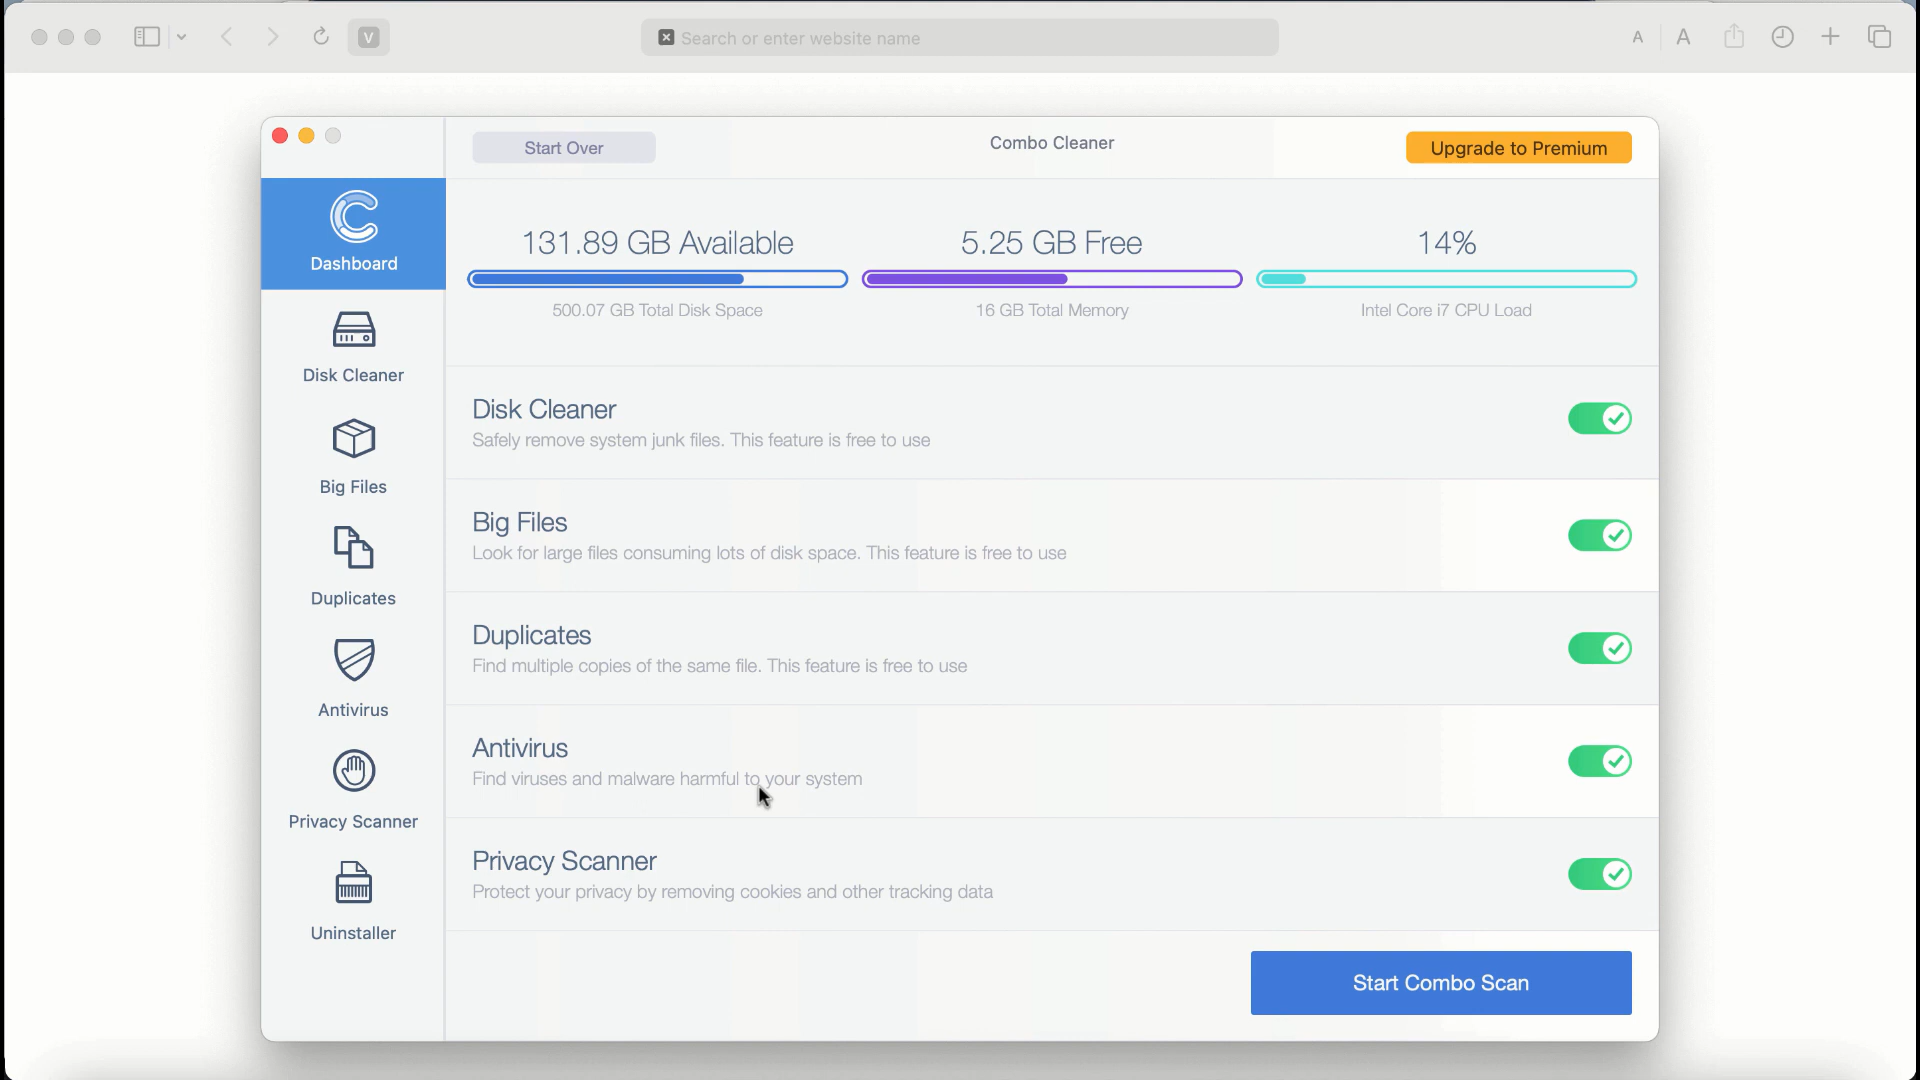 V
Search or enter website name
A
A
Start Over
Combo Cleaner
Upgrade to Premium
Dashboard
131.89 GB Available
500.07 GB Total Disk Space
5.25 GB Free
16 GB Total Memory
14%
Intel Core i7 CPU Load
Disk Cleaner
Big Files
Duplicates
Antivirus
Privacy Scanner
Uninstaller
Disk Cleaner
Safely remove system junk files. This feature is free to use
Big Files
Look for large files consuming lots of disk space. This feature is free to use
Duplicates
Find multiple copies of the same file. This feature is free to use
Antivirus
Find viruses and malware harmful to your system
Privacy Scanner
Protect your privacy by removing cookies and other tracking data
Start Combo Scan